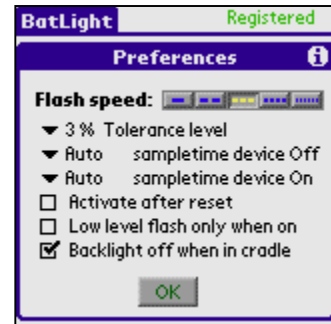 BatLight Registered
Preferences i
Flash speed:
3 % Tolerance level
Auto sampletime device Off
Auto sampletime device On
Activate after reset
Low level flash only when on
Backlight off when in cradle
OK